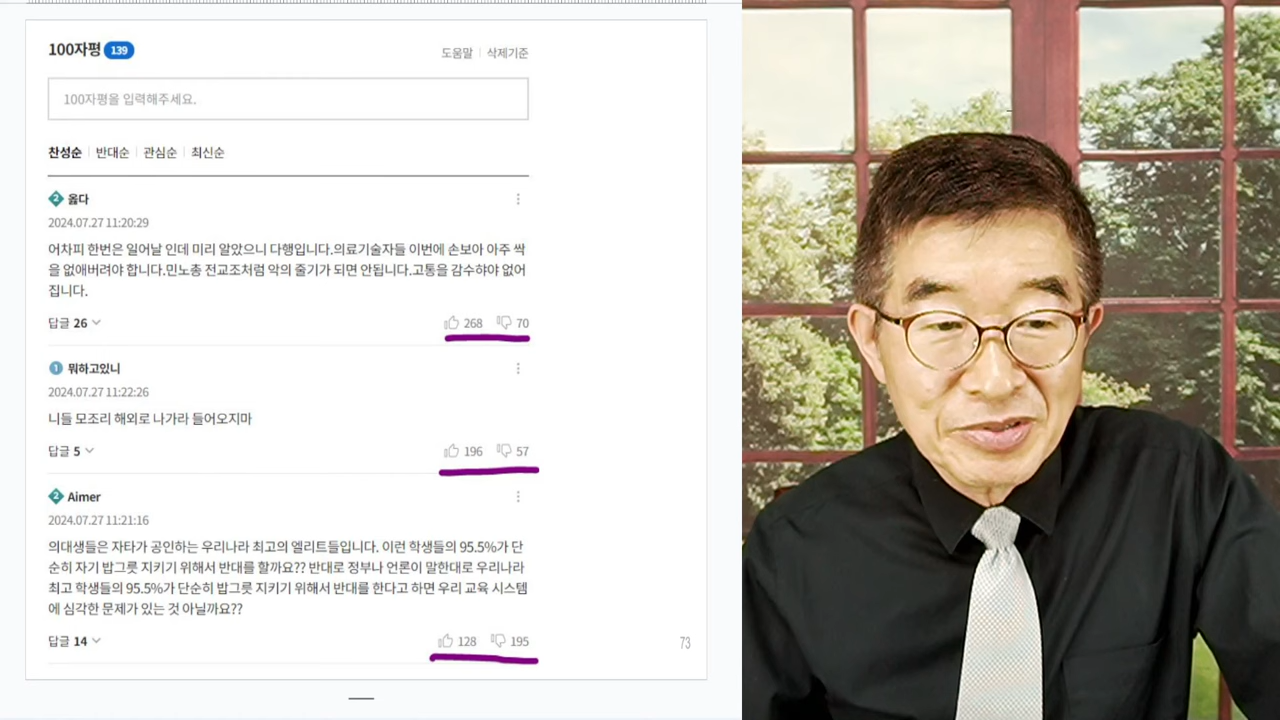 100자평 139
도움말 삭제기준
100자평을 입력해주세요.
찬성순 반대순 관심순 최신순
2 옳다
2024.07.27 11:20:29
어차피 한번은 일어날 인데 미리 알았으니 다행입니다.의료기술자들 이번에 손보아 아주 싹
을 없애버려야 합니다.민노총 전교조처럼 악의 줄기가 되면 안됩니다.고통을 감수햐야 없어
집니다.
답글 26
268 70
1 뭐하고있니
2024.07.27 11:22:26
니들 모조리 해외로 나가라 들어오지마
답글 5
196 57
2 Aimer
2024.07.27 11:21:16
의대생들은 자타가 공인하는 우리나라 최고의 엘리트들입니다. 이런 학생들의 95.5%가 단
순히 자기 밥그릇 지키기 위해서 반대를 할까요?? 반대로 정부나 언론이 말한대로 우리나라
최고 학생들의 95.5%가 단순히 밥그릇 지키기 위해서 반대를 한다고 하면 우리 교육 시스템
에 심각한 문제가 있는 것 아닐까요??
답글 14
128 195
73